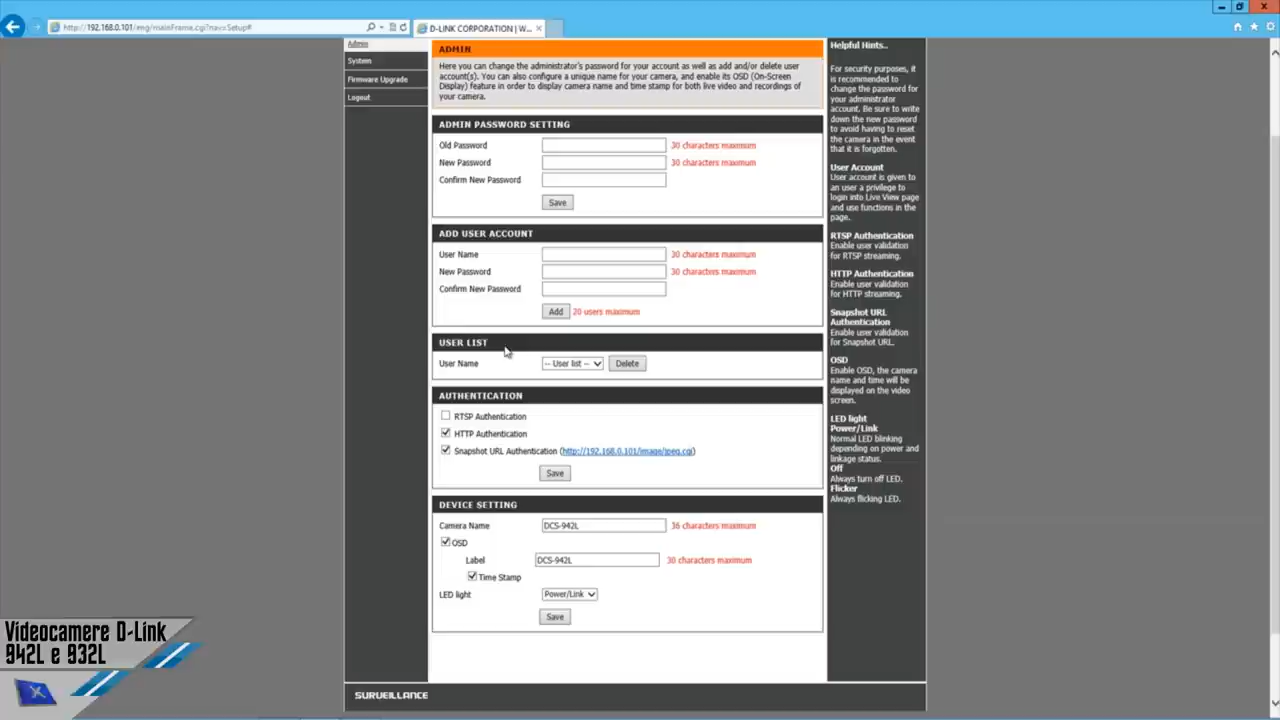 http://192.168.0.101/eng/mainFrame.cgi?nav=Setup#
D-LINK CORPORATION | W...
Admin
System
Firmware Upgrade
Logout
ADMIN
Here you can change the administrator's password for your account as well as add and/or delete user
account(s). You can also configure a unique name for your camera, and enable its OSD (On-Screen
Display) feature in order to display camera name and time stamp for both live video and recordings
of your camera.
ADMIN PASSWORD SETTING
Old Password 30 characters maximum
New Password 30 characters maximum
Confirm New Password
Save
ADD USER ACCOUNT
User Name 30 characters maximum
New Password 30 characters maximum
Confirm New Password
Add 20 users maximum
USER LIST
User Name -- User list -- Delete
AUTHENTICATION
RTSP Authentication
HTTP Authentication
Snapshot URL Authentication (http://192.168.0.101/image/jpeg.cgi)
Save
DEVICE SETTING
Camera Name DCS-942L 36 characters maximum
OSD
Label DCS-942L 30 characters maximum
Time Stamp
LED light Power/Link
Save
Helpful Hints..
For security purposes, it
is recommended to
change the password for
your administrator
account. Be sure to write
down the new password
to avoid having to reset
the camera in the event
that it is forgotten.
User Account
User account is given to
an user a privilege to
login into Live View page
and use functions in the
page.
RTSP Authentication
Enable user validation
for RTSP streaming.
HTTP Authentication
Enable user validation
for HTTP streaming.
Snapshot URL
Authentication
Enable user validation
for Snapshot URL.
OSD
Enable OSD, the camera
name and time will be
displayed on the video
screen.
LED light
Power/Link
Normal LED blinking
depending on power and
linkage status.
Off
Always turn off LED.
Flicker
Always flicking LED.
SURVEILLANCE
Videocamere D-Link
942L e 932L